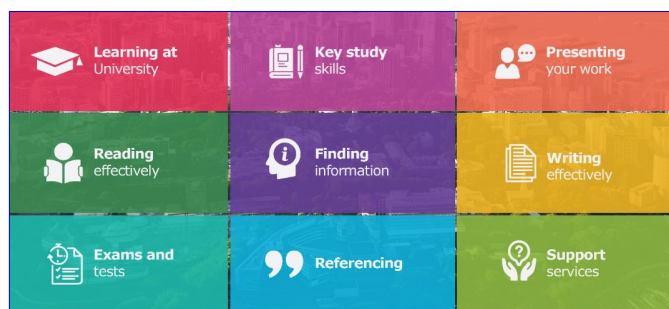 Learning at
University
Key study
skills
Presenting
your work
Reading
effectively
Finding
information
Writing
effectively
Exams and
tests
Referencing
Support
services